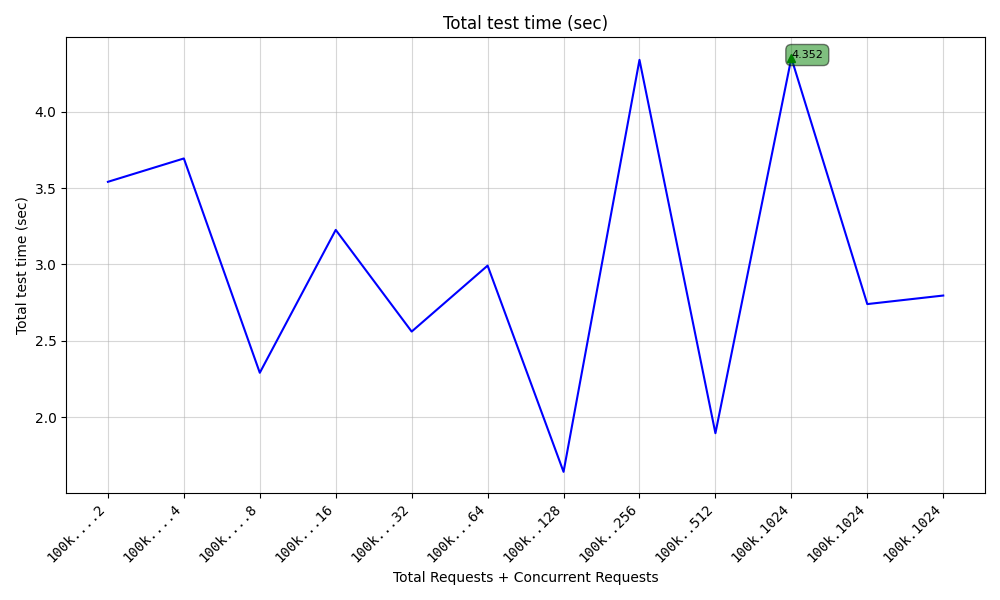 Total test time (sec)
4.352
4.0
3.5
3.0
2.5
2.0
Total test time (sec)
100k....2
100k....4
100k....8
100k...16
100k...32
100k...64
100k..128
100k..256
100k..512
100k.1024
100k.1024
100k.1024
Total Requests + Concurrent Requests